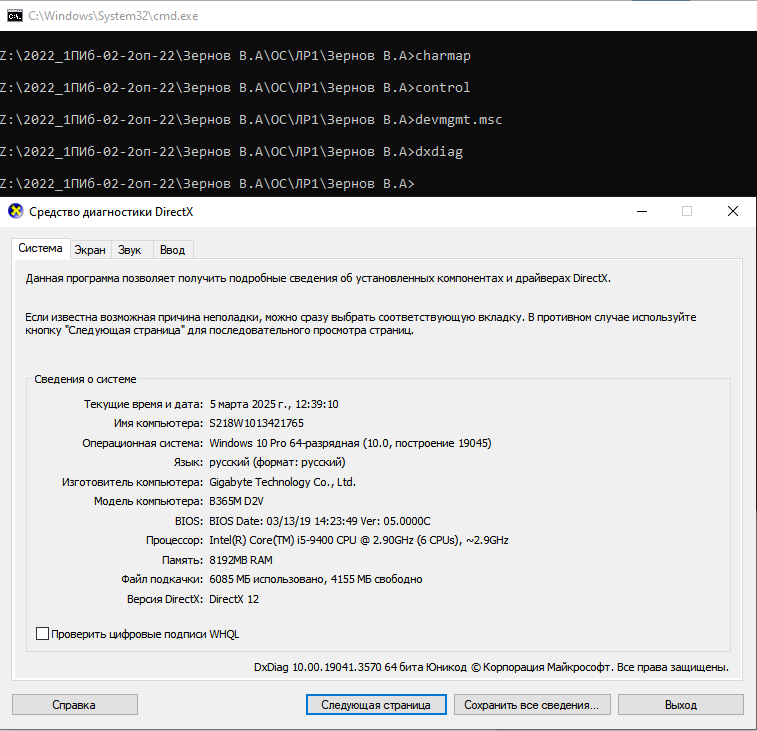 C:\Windows\System32\cmd.exe
Z:\2022_1ПИб-02-2оп-22\Зернов В.А\ОС\ЛР1\Зернов В.А>charmap
Z:\2022_1ПИб-02-2оп-22\Зернов В.А\ОС\ЛР1\Зернов В.А>control
Z:\2022_1ПИб-02-2оп-22\Зернов В.А\ОС\ЛР1\Зернов В.А>devmgmt.msc
Z:\2022_1ПИб-02-2оп-22\Зернов В.А\ОС\ЛР1\Зернов В.А>dxdiag
Z:\2022_1ПИб-02-2оп-22\Зернов В.А\ОС\ЛР1\Зернов В.А>
Средство диагностики DirectX
Система Экран Звук Ввод
Данная программа позволяет получить подробные сведения об установленных компонентах и драйверах DirectX.
Если известна возможная причина неполадки, можно сразу выбрать соответствующую вкладку. В противном случае используйте
кнопку "Следующая страница" для последовательного просмотра страниц.
Сведения о системе
Текущие время и дата: 5 марта 2025 г., 12:39:10
Имя компьютера: S218W1013421765
Операционная система: Windows 10 Pro 64-разрядная (10.0, построение 19045)
Язык: русский (формат: русский)
Изготовитель компьютера: Gigabyte Technology Co., Ltd.
Модель компьютера: B365M D2V
BIOS: BIOS Date: 03/13/19 14:23:49 Ver: 05.0000C
Процессор: Intel(R) Core(TM) i5-9400 CPU @ 2.90GHz (6 CPUs), ~2.9GHz
Память: 8192MB RAM
Файл подкачки: 6085 МБ использовано, 4155 МБ свободно
Версия DirectX: DirectX 12
Проверить цифровые подписи WHQL
DxDiag 10.00.19041.3570 64 бита Юникод © Корпорация Майкрософт. Все права защищены.
Справка Следующая страница Сохранить все сведения... Выход